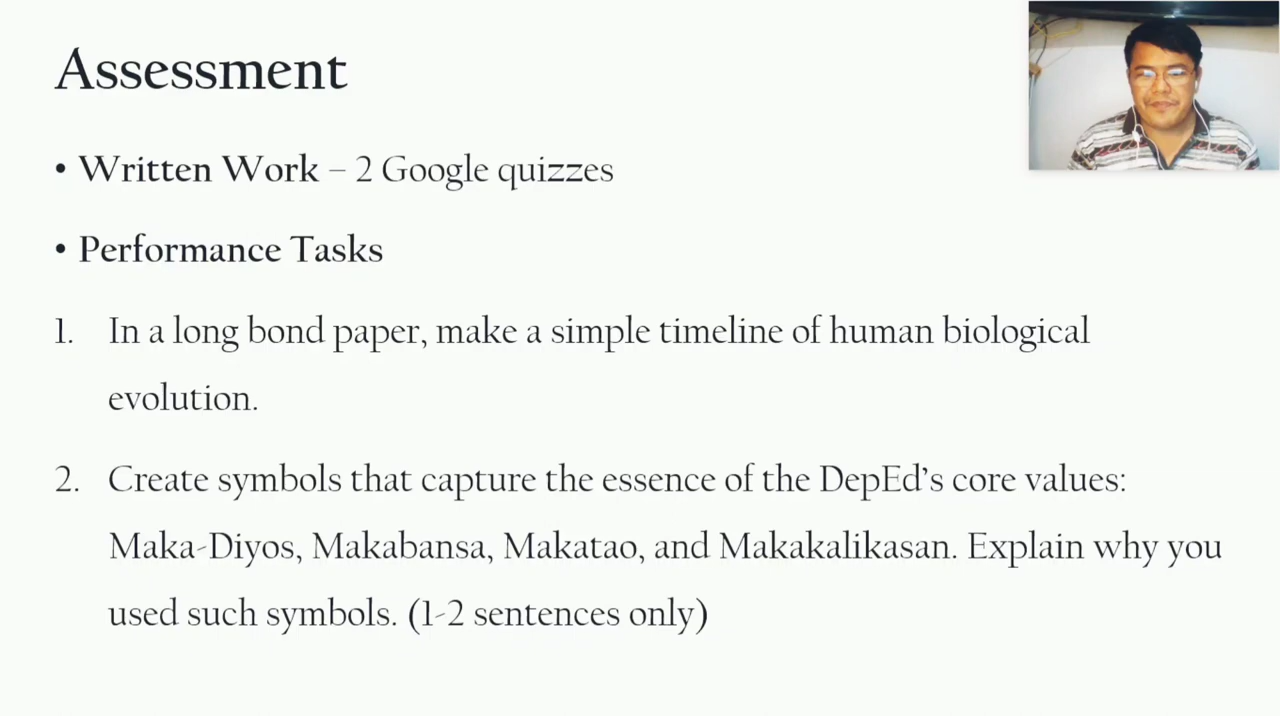 Assessment
• Written Work – 2 Google quizzes
• Performance Tasks
1. In a long bond paper, make a simple timeline of human biological
evolution.
2. Create symbols that capture the essence of the DepEd’s core values:
Maka-Diyos, Makabansa, Makatao, and Makakalikasan. Explain why you
used such symbols. (1-2 sentences only)